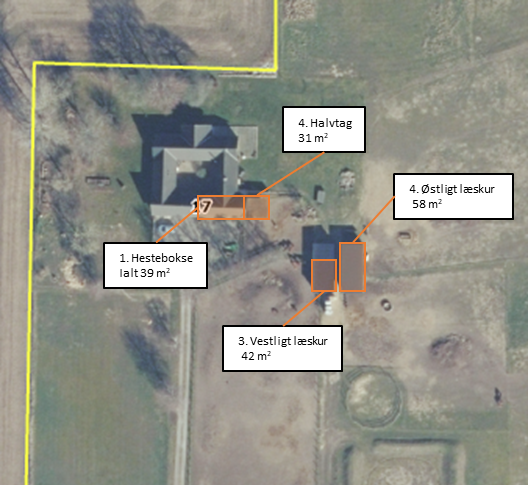 4. Halvtag
31 m²
4. Østligt læskur
58 m²
17
1. Hestebokse
Ialt 39 m²
3. Vestligt læskur
42 m²